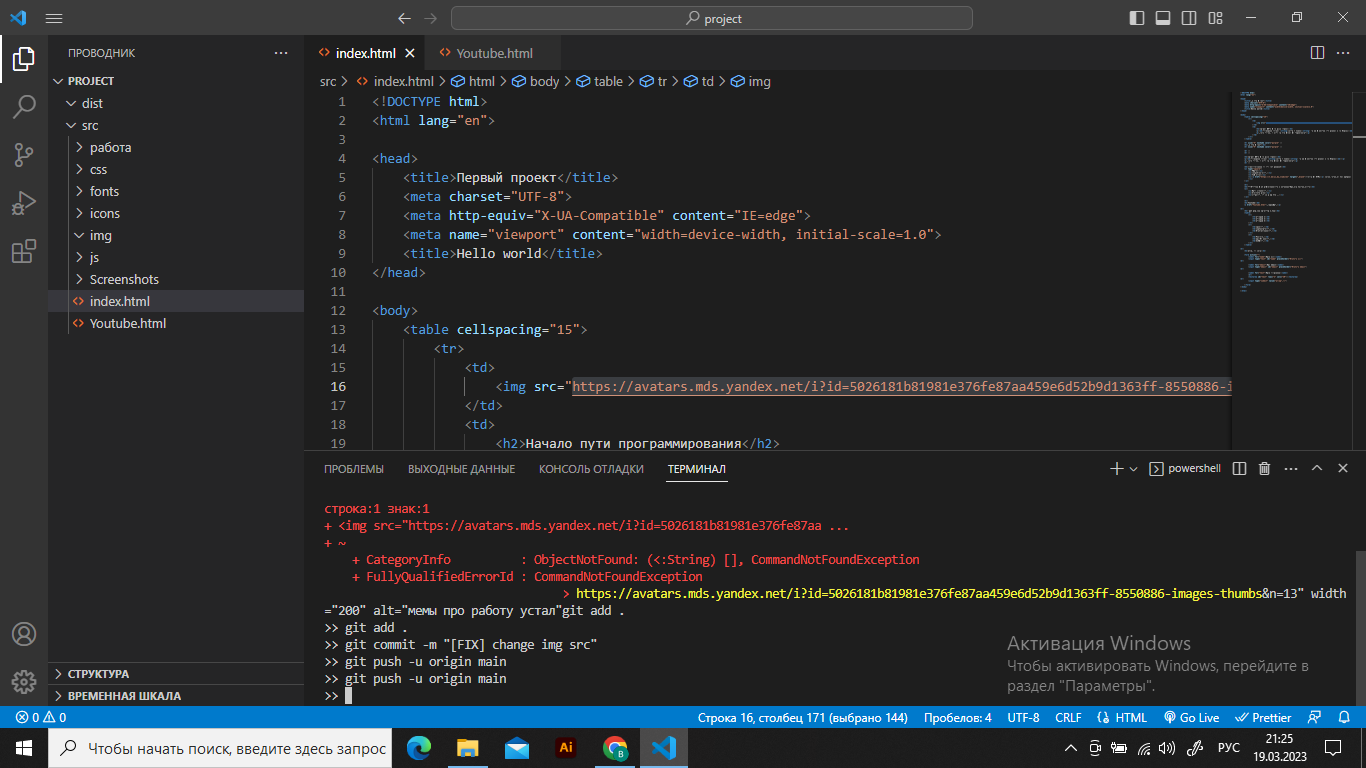 project
ПРОВОДНИК
PROJECT
dist
src
работа
css
fonts
icons
img
js
Screenshots
index.html
Youtube.html
СТРУКТУРА
ВРЕМЕННАЯ ШКАЛА
index.html
Youtube.html
src > index.html > html > body > table > tr > td > img
1 <!DOCTYPE html>
2 <html lang="en">
3
4 <head>
5 <title>Первый проект</title>
6 <meta charset="UTF-8">
7 <meta http-equiv="X-UA-Compatible" content="IE=edge">
8 <meta name="viewport" content="width=device-width, initial-scale=1.0">
9 <title>Hello world</title>
10 </head>
11
12 <body>
13 <table cellspacing="15">
14 <tr>
15 <td>
16 <img src="https://avatars.mds.yandex.net/i?id=5026181b81981e376fe87aa459e6d52b9d1363ff-8550886-i
17 </td>
18 <td>
19 <h2>Начало пути программирования</h2>
ПРОБЛЕМЫ ВЫХОДНЫЕ ДАННЫЕ КОНСОЛЬ ОТЛАДКИ ТЕРМИНАЛ
powershell
строка:1 знак:1
+ <img src="https://avatars.mds.yandex.net/i?id=5026181b81981e376fe87aa ...
+ ~
+ CategoryInfo : ObjectNotFound: (<:String) [], CommandNotFoundException
+ FullyQualifiedErrorId : CommandNotFoundException
> https://avatars.mds.yandex.net/i?id=5026181b81981e376fe87aa459e6d52b9d1363ff-8550886-images-thumbs&n=13" width
="200" alt="мемы про работу устал"git add .
>> git add .
>> git commit -m "[FIX] change img src"
>> git push -u origin main
>> git push -u origin main
>>
Активация Windows
Чтобы активировать Windows, перейдите в
раздел "Параметры".
0 0
Строка 16, столбец 171 (выбрано 144) Пробелов: 4 UTF-8 CRLF HTML Go Live Prettier
Чтобы начать поиск, введите здесь запрос
Ai
B
РУС
21:25
19.03.2023